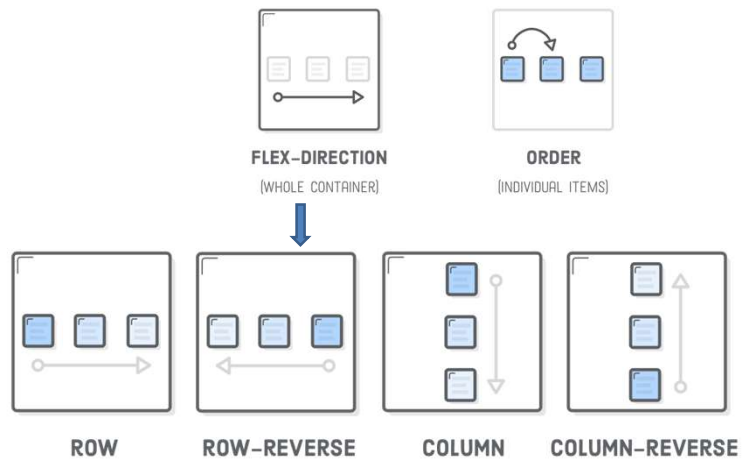 FLEX-DIRECTION
(WHOLE CONTAINER)
ORDER
(INDIVIDUAL ITEMS)
ROW
ROW-REVERSE
COLUMN
COLUMN-REVERSE